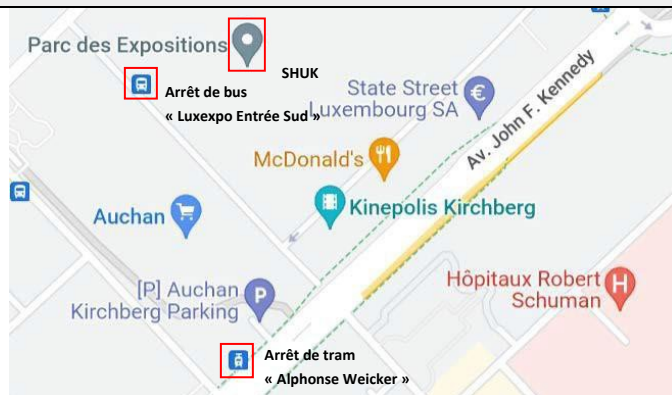 Parc des Expositions
SHUK
Arrêt de bus
« Luxexpo Entrée Sud »
State Street
Luxembourg SA
€
Av. John F. Kennedy
McDonald's
Auchan
Kinepolis Kirchberg
[P] Auchan
Kirchberg Parking
P
Hôpitaux Robert
Schuman
H
Arrêt de tram
« Alphonse Weicker »